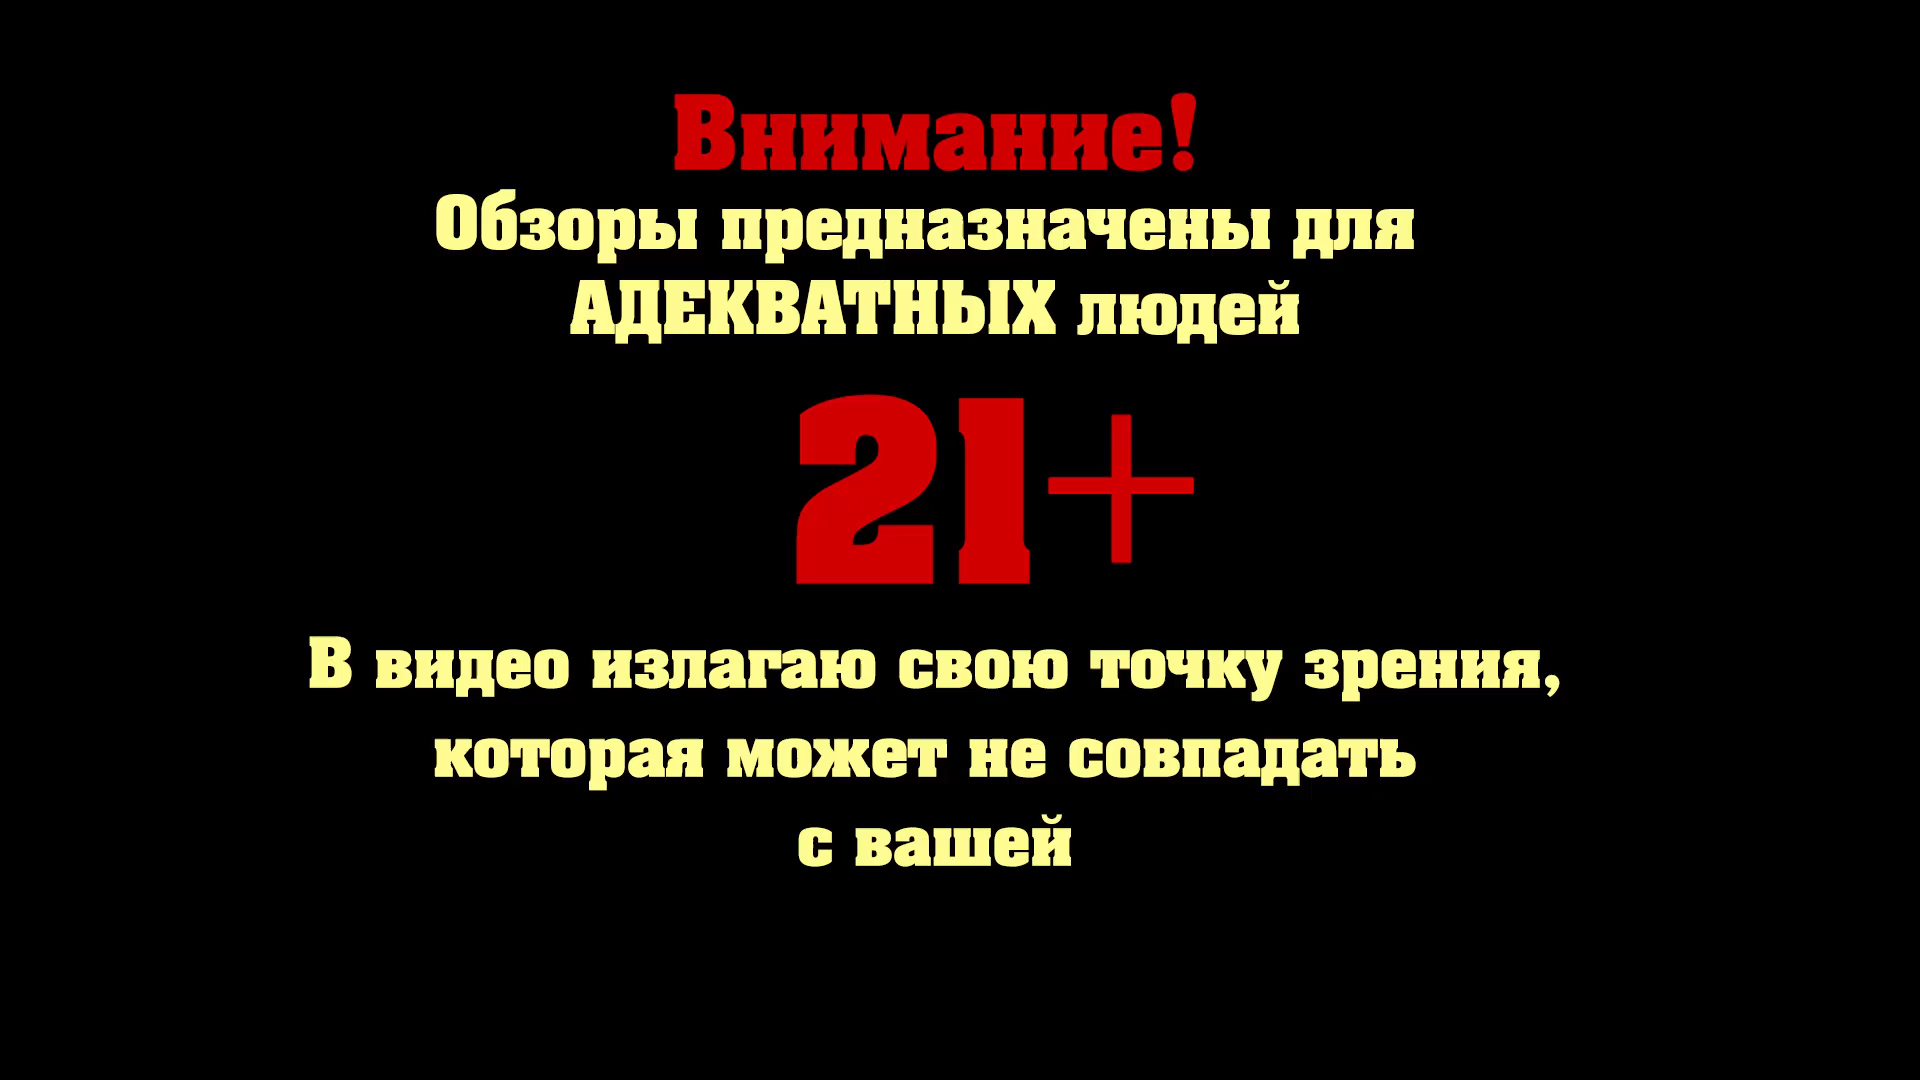 Внимание!
Обзоры предназначены для
АДЕКВАТНЫХ людей
21+
В видео излагаю свою точку зрения,
которая может не совпадать
с вашей